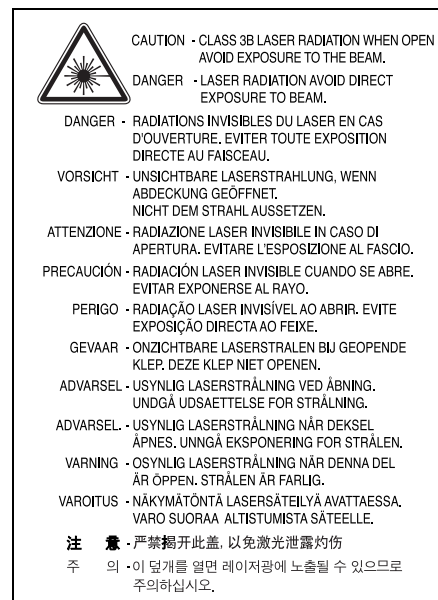 CAUTION - CLASS 3B LASER RADIATION WHEN OPEN
AVOID EXPOSURE TO THE BEAM.
DANGER - LASER RADIATION AVOID DIRECT
EXPOSURE TO BEAM.
DANGER - RADIATIONS INVISIBLES DU LASER EN CAS
D'OUVERTURE. EVITER TOUTE EXPOSITION
DIRECTE AU FAISCEAU.
VORSICHT - UNSICHTBARE LASERSTRAHLUNG, WENN
ABDECKUNG GEÖFFNET.
NICHT DEM STRAHL AUSSETZEN.
ATTENZIONE - RADIAZIONE LASER INVISIBILE IN CASO DI
APERTURA. EVITARE L'ESPOSIZIONE AL FASCIO.
PRECAUCIÓN - RADIACIÓN LASER INVISIBLE CUANDO SE ABRE.
EVITAR EXPONERSE AL RAYO.
PERIGO - RADIAÇÃO LASER INVISÍVEL AO ABRIR. EVITE
EXPOSIÇÃO DIRECTA AO FEIXE.
GEVAAR - ONZICHTBARE LASERSTRALEN BIJ GEOPENDE
KLEP. DEZE KLEP NIET OPENEN.
ADVARSEL - USYNLIG LASERSTRÅLNING VED ÅBNING.
UNDGÅ UDSAETTELSE FOR STRÅLNING.
ADVARSEL. - USYNLIG LASERSTRÅLNING NÅR DEKSEL
ÅPNES. UNNGÅ EKSPONERING FOR STRÅLEN.
VARNING - OSYNLIG LASERSTRÅLNING NÄR DENNA DEL
ÄR ÖPPEN. STRÅLEN ÄR FARLIG.
VAROITUS - NÄKYMÄTÖNTÄ LASERSÄTEILYÄ AVATTAESSA.
VARO SUORAA ALTISTUMISTA SÄTEELLE.
注 意 - 严禁揭开此盖, 以免激光泄露灼伤
주 의 - 이 덮개를 열면 레이저광에 노출될 수 있으므로
주의하십시오.